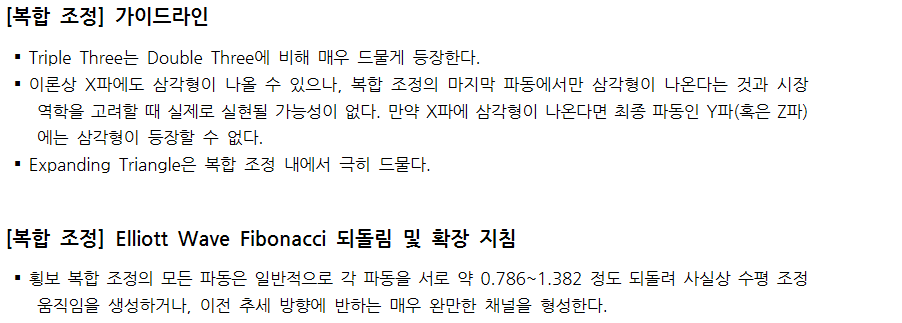 [복합 조정] 가이드라인
▪ Triple Three는 Double Three에 비해 매우 드물게 등장한다.
▪ 이론상 X파에도 삼각형이 나올 수 있으나, 복합 조정의 마지막 파동에서만 삼각형이 나온다는 것과 시장
역학을 고려할 때 실제로 실현될 가능성이 없다. 만약 X파에 삼각형이 나온다면 최종 파동인 Y파(혹은 Z파)
에는 삼각형이 등장할 수 없다.
▪ Expanding Triangle은 복합 조정 내에서 극히 드물다.
[복합 조정] Elliott Wave Fibonacci 되돌림 및 확장 지침
▪ 횡보 복합 조정의 모든 파동은 일반적으로 각 파동을 서로 약 0.786~1.382 정도 되돌려 사실상 수평 조정
움직임을 생성하거나, 이전 추세 방향에 반하는 매우 완만한 채널을 형성한다.